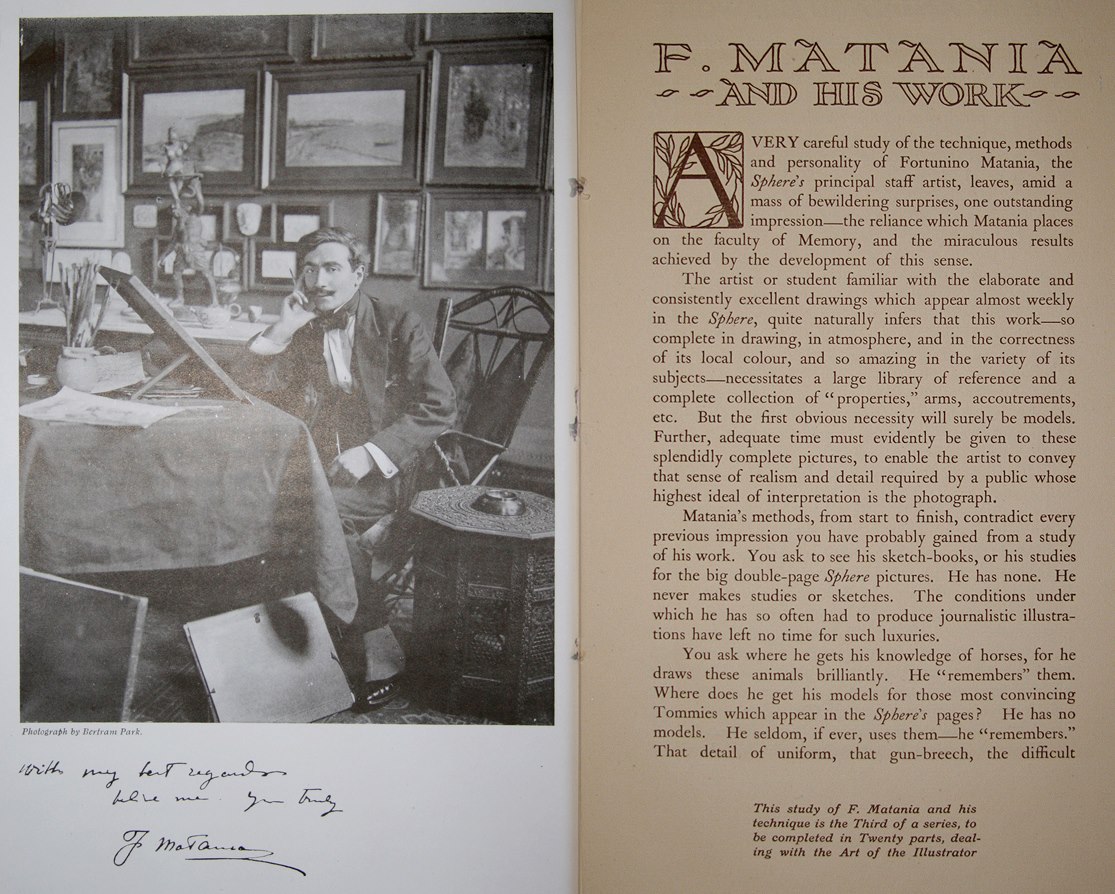 Photograph by Bertram Park.
With my best regards
believe me yours truly
F Matania
F. MATANIA
AND HIS WORK
A VERY careful study of the technique, methods
and personality of Fortunino Matania, the
Sphere's principal staff artist, leaves, amid a
mass of bewildering surprises, one outstanding
impression—the reliance which Matania places
on the faculty of Memory, and the miraculous results
achieved by the development of this sense.
The artist or student familiar with the elaborate and
consistently excellent drawings which appear almost weekly
in the Sphere, quite naturally infers that this work—so
complete in drawing, in atmosphere, and in the correctness
of its local colour, and so amazing in the variety of its
subjects—necessitates a large library of reference and a
complete collection of "properties," arms, accoutrements,
etc. But the first obvious necessity will surely be models.
Further, adequate time must evidently be given to these
splendidly complete pictures, to enable the artist to convey
that sense of realism and detail required by a public whose
highest ideal of interpretation is the photograph.
Matania's methods, from start to finish, contradict every
previous impression you have probably gained from a study
of his work. You ask to see his sketch-books, or his studies
for the big double-page Sphere pictures. He has none. He
never makes studies or sketches. The conditions under
which he has so often had to produce journalistic illustra-
tions have left no time for such luxuries.
You ask where he gets his knowledge of horses, for he
draws these animals brilliantly. He "remembers" them.
Where does he get his models for those most convincing
Tommies which appear in the Sphere's pages? He has no
models. He seldom, if ever, uses them—he "remembers."
That detail of uniform, that gun-breech, the difficult
This study of F. Matania and his
technique is the Third of a series, to
be completed in Twenty parts, deal-
ing with the Art of the Illustrator